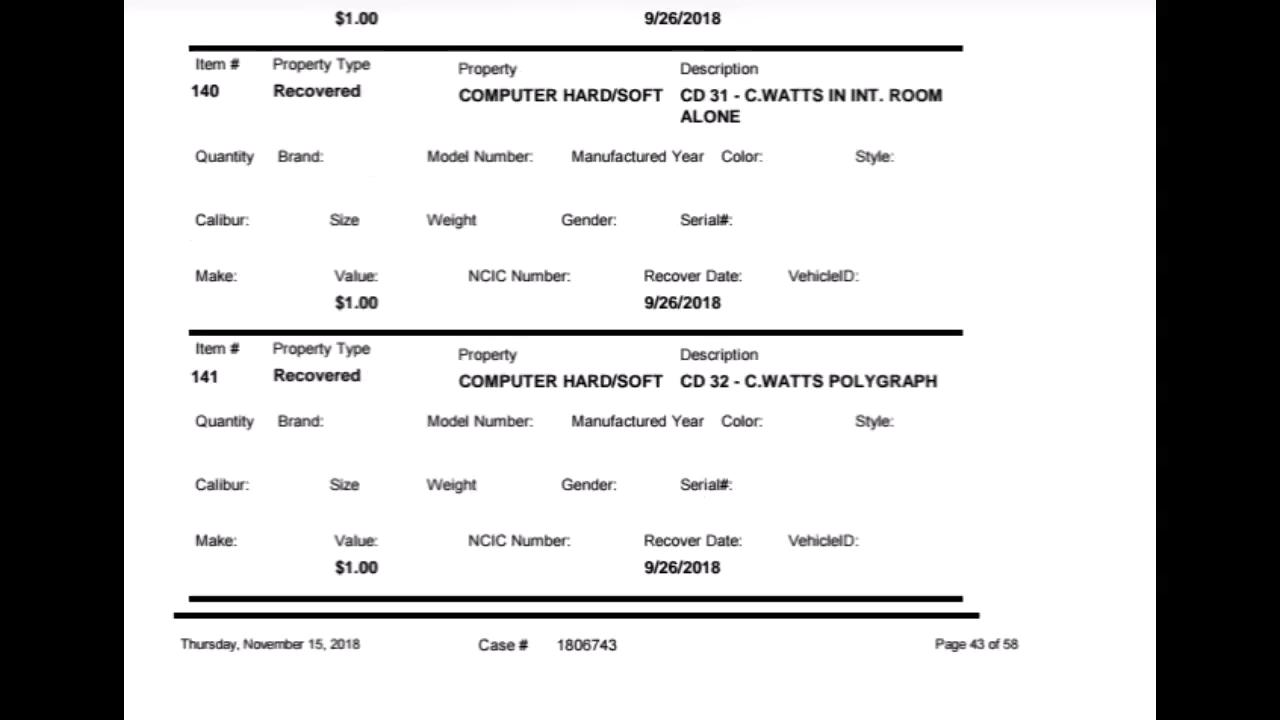 $1.00 9/26/2018
Item # Property Type Property Description
140 Recovered COMPUTER HARD/SOFT CD 31 - C.WATTS IN INT. ROOM
ALONE
Quantity Brand: Model Number: Manufactured Year Color: Style:
Calibur: Size Weight Gender: Serial#:
Make: Value: NCIC Number: Recover Date: VehicleID:
$1.00 9/26/2018
Item # Property Type Property Description
141 Recovered COMPUTER HARD/SOFT CD 32 - C.WATTS POLYGRAPH
Quantity Brand: Model Number: Manufactured Year Color: Style:
Calibur: Size Weight Gender: Serial#:
Make: Value: NCIC Number: Recover Date: VehicleID:
$1.00 9/26/2018
Thursday, November 15, 2018 Case # 1806743 Page 43 of 58